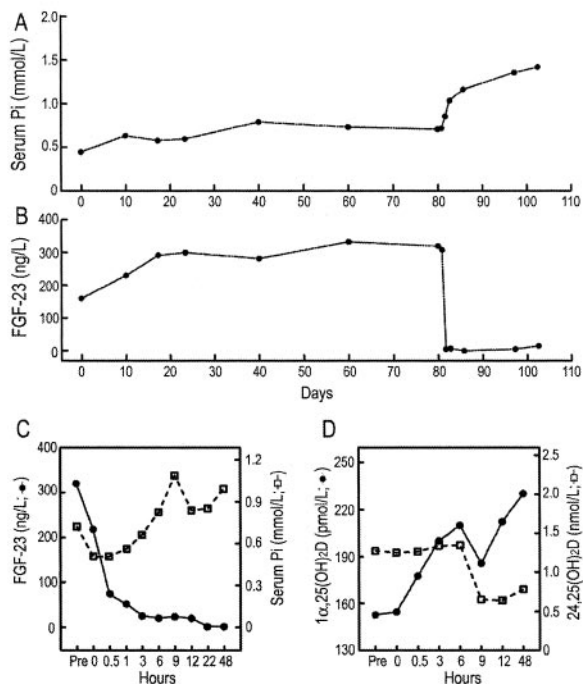 A
Serum Pi (mmol/L)
2.0
1.5
1.0
0.5
0
0 10 20 30 40 50 60 70 80 90 100 110
B
FGF-23 (ng/L)
400
300
200
100
0
0 10 20 30 40 50 60 70 80 90 100 110
Days
C
FGF-23 (ng/L; -●-)
400
300
200
100
0
Serum Pi (mmol/L; -□-)
1.2
0.9
0.6
0.3
0
Pre 0 0.5 1 3 6 9 12 22 48
Hours
D
1α,25(OH)2D (pmol/L; -●-)
250
210
190
150
130
24,25(OH)2D (nmol/L; -□-)
2.5
2.0
1.5
1.0
0.5
0
Pre 0 0.5 3 6 9 12 48
Hours